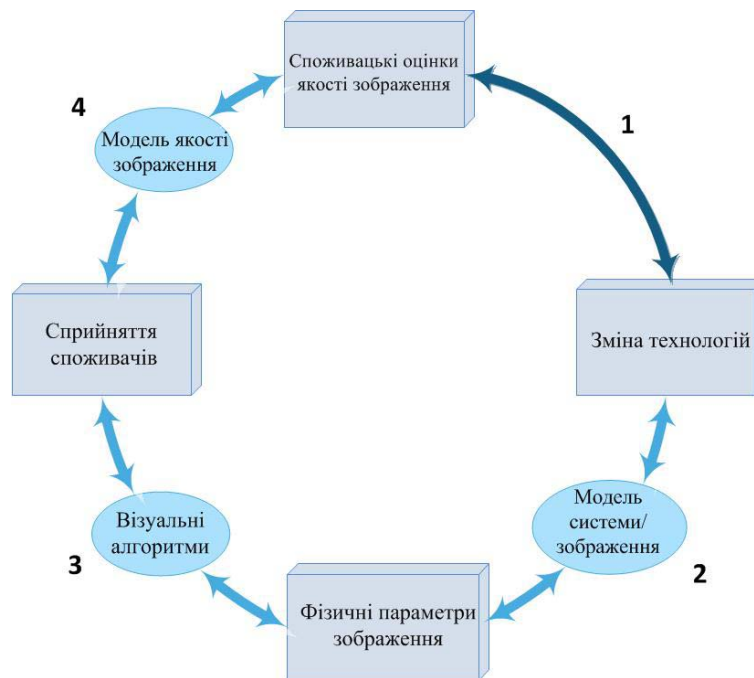 Споживацькі оцінки
якості зображення
4
1
Модель якості
зображення
Сприйняття
споживачів
Зміна технологій
Візуальні
алгоритми
3
Модель
системи/
зображення
2
Фізичні параметри
зображення